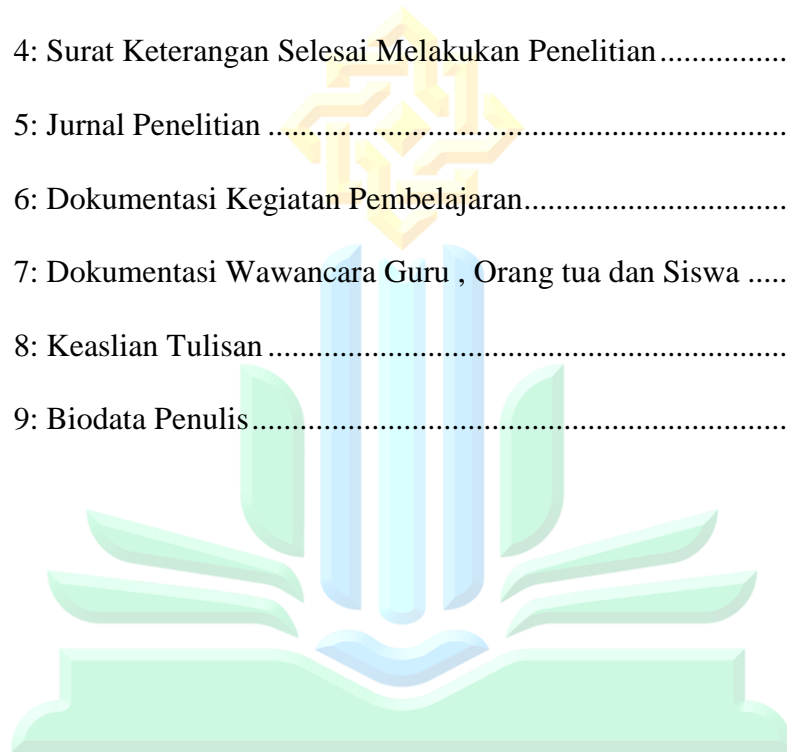 4: Surat Keterangan Selesai Melakukan Penelitian................
5: Jurnal Penelitian ................................................................
6: Dokumentasi Kegiatan Pembelajaran.................................
7: Dokumentasi Wawancara Guru , Orang tua dan Siswa .....
8: Keaslian Tulisan ................................................................
9: Biodata Penulis..................................................................